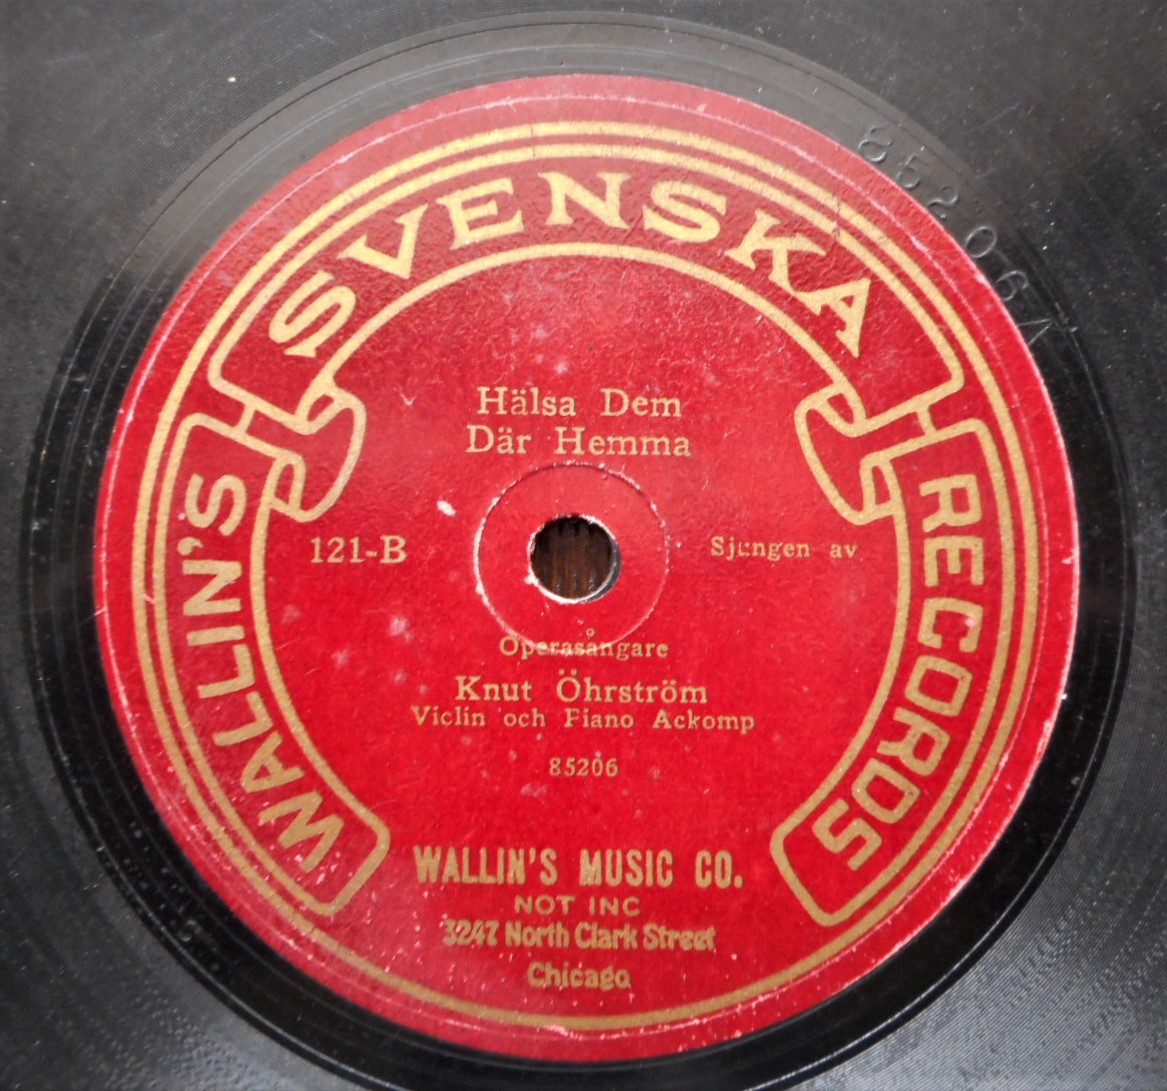 WALLIN'S SVENSKA RECORDS
85206A
Hälsa Dem
Där Hemma
121-B
Sjungen av
Operasångare
Knut Öhrström
Violin och Piano Ackomp
85206
WALLIN'S MUSIC CO.
NOT INC
3247 North Clark Street
Chicago